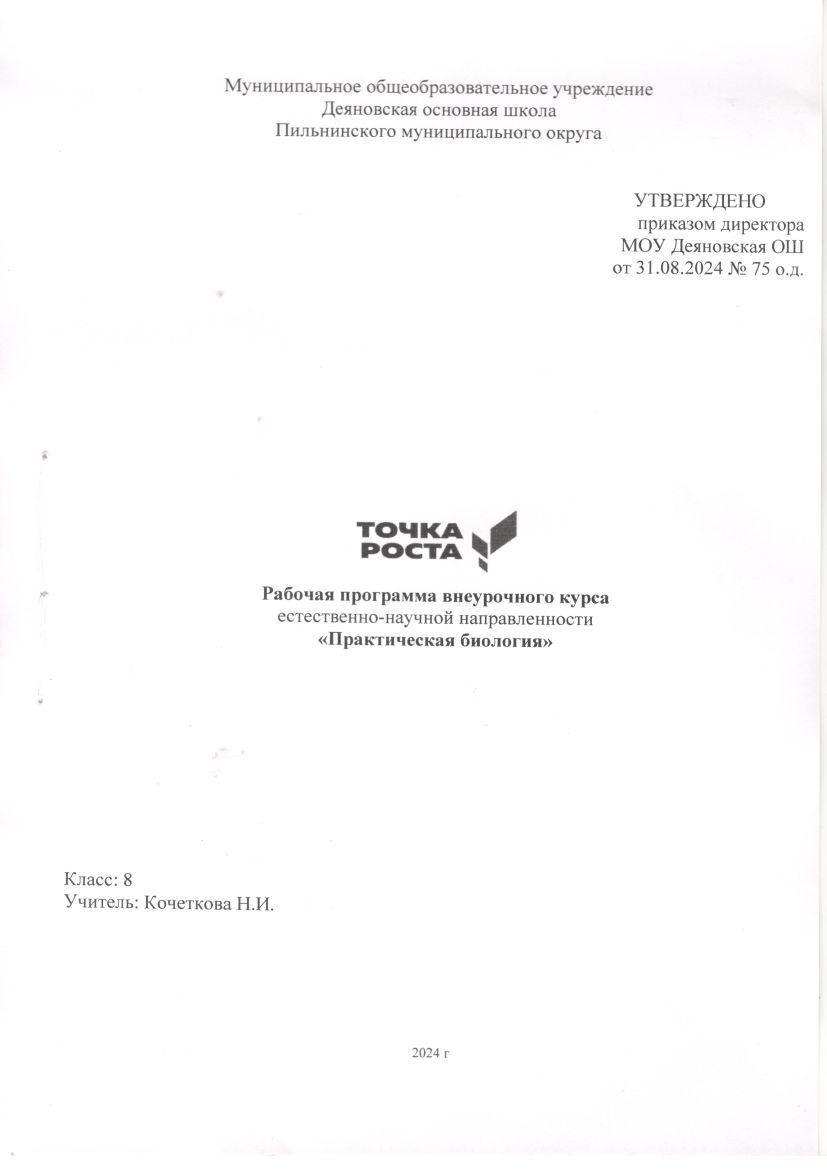 Муниципальное общеобразовательное учреждение
Деяновская основная школа
Пильнинского муниципального округа
УТВЕРЖДЕНО
приказом директора
МОУ Деяновская ОШ
от 31.08.2024 № 75 о.д.
ТОЧКА
РОСТА
Рабочая программа внеурочного курса
естественно-научной направленности
«Практическая биология»
Класс: 8
Учитель: Кочеткова Н.И.
2024 г